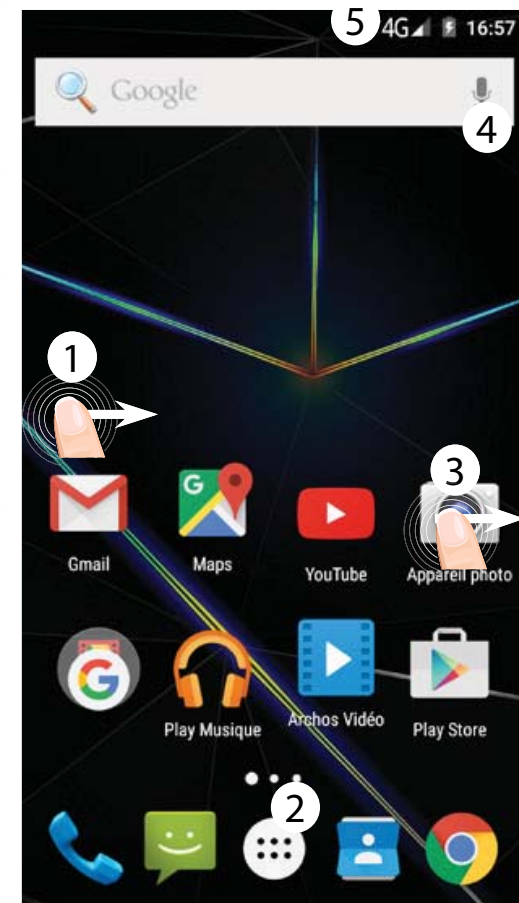 5 4G 16:57
Google
4
1
3
Gmail Maps YouTube Appareil photo
Play Musique Archos Vidéo Play Store
2